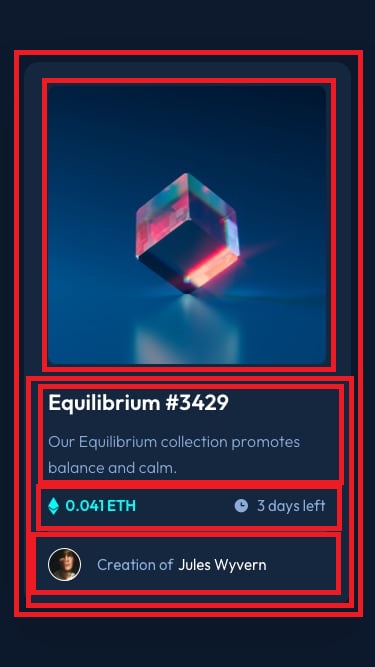 Equilibrium #3429
Our Equilibrium collection promotes
balance and calm.
0.041 ETH
3 days left
Creation of Jules Wyvern